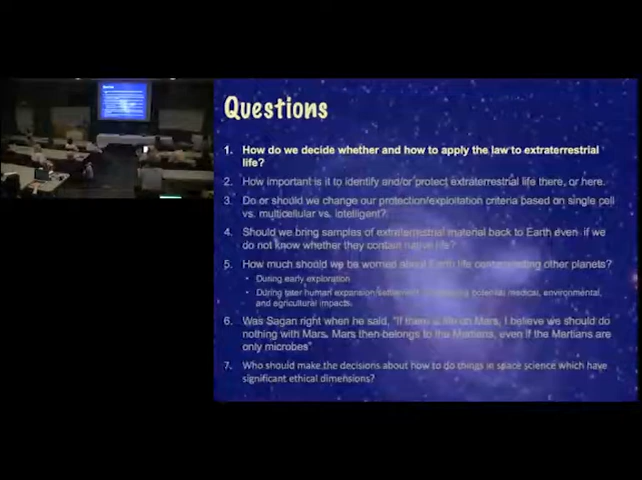 Questions
1. How do we decide whether and how to apply the law to extraterrestrial
life?
2. How important is it to identify and/or protect extraterrestrial life there, or here.
3. Do or should we change our protection/exploitation criteria based on single cell
vs. multicellular vs. intelligent?
4. Should we bring samples of extraterrestrial material back to Earth even if we
do not know whether they contain native life?
5. How much should we be worried about Earth life contaminating other planets?
• During early exploration
• During later human expansion/settlement, potential medical, environmental,
and agricultural impacts.
6. Was Sagan right when he said, "If there is life on Mars, I believe we should do
nothing with Mars. Mars then belongs to the Martians, even if the Martians are
only microbes"
7. Who should make the decisions about how to do things in space science which have
significant ethical dimensions?